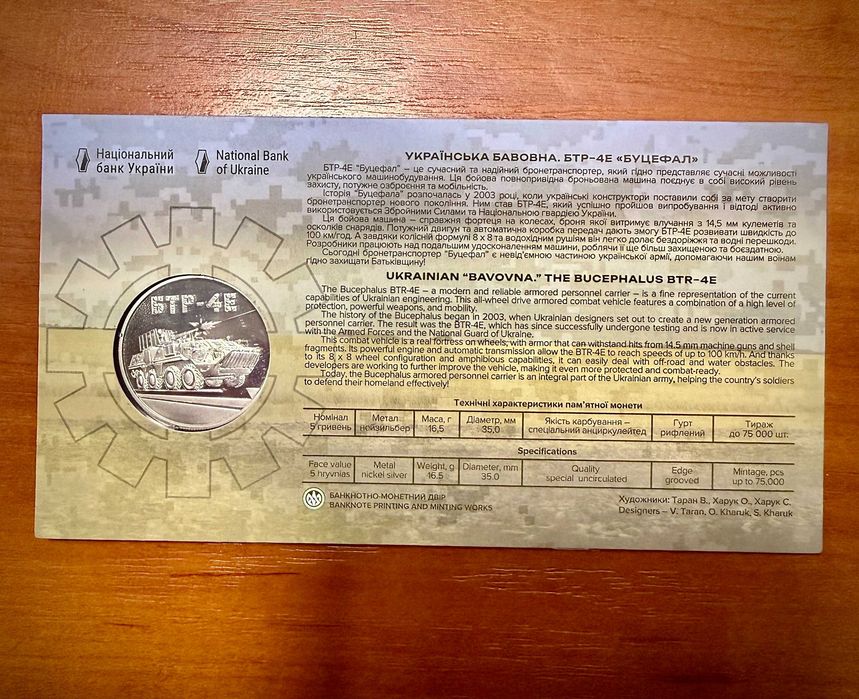 Національний
банк України
National Bank
of Ukraine
УКРАЇНСЬКА БАВОВНА. БТР-4Е «БУЦЕФАЛ»
БТР-4Е "Буцефал" – це сучасний та надійний бронетранспортер, який гідно представляє сучасні можливості
українського машинобудування. Ця бойова повнопривідна броньована машина поєднує в собі високий рівень
захисту, потужне озброєння та мобільність.
Історія "Буцефала" розпочалася у 2003 році, коли українські конструктори поставили собі за мету створити
бронетранспортер нового покоління. Ним став БТР-4Е, який успішно пройшов випробування і відтоді активно
використовується Збройними Силами та Національною гвардією України.
Ця бойова машина – справжня фортеця на колесах, броня якої витримує влучання з 14,5 мм кулеметів та
осколків снарядів. Потужний двигун та автоматична коробка передач дають змогу БТР-4Е розвивати швидкість до
100 км/год. А завдяки колісній формулі 8 х 8 та водохідним рушіям він легко долає бездоріжжя та водні перешкоди.
Розробники працюють над подальшим удосконаленням машини, роблячи її ще більш захищеною та боєздатною.
Сьогодні бронетранспортер "Буцефал" є невід'ємною частиною української армії, допомагаючи нашим воїнам
гідно захищати Батьківщину!
UKRAINIAN "BAVOVNA." THE BUCEPHALUS BTR-4E
The Bucephalus BTR-4E – a modern and reliable armored personnel carrier – is a fine representation of the current
capabilities of Ukrainian engineering. This all-wheel drive armored combat vehicle features a combination of a high level of
protection, powerful weapons, and mobility.
The history of the Bucephalus began in 2003, when Ukrainian designers set out to create a new generation armored
personnel carrier. The result was the BTR-4E, which has since successfully undergone testing and is now in active service
with the Armed Forces and the National Guard of Ukraine.
This combat vehicle is a real fortress on wheels, with armor that can withstand hits from 14.5 mm machine guns and shell
fragments. Its powerful engine and automatic transmission allow the BTR-4E to reach speeds of up to 100 km/h. And thanks
to its 8 x 8 wheel configuration and amphibious capabilities, it can easily deal with off-road and water obstacles. The
developers are working to further improve the vehicle, making it even more protected and combat-ready.
Today, the Bucephalus armored personnel carrier is an integral part of the Ukrainian army, helping the country's soldiers
to defend their homeland effectively!
БТР-4Е
Технічні характеристики пам'ятної монети
Номінал Метал Маса, г Діаметр, мм Якість карбування – Гурт Тираж
5 гривень нейзильбер 16,5 35,0 спеціальний анциркулейтед рифлений до 75 000 шт.
Specifications
Face value Metal Weight, g Diameter, mm Quality Edge Mintage, pcs
5 hryvnias nickel silver 16.5 35.0 special uncirculated grooved up to 75,000
БАНКНОТНО-МОНЕТНИЙ ДВІР
BANKNOTE PRINTING AND MINTING WORKS
Художники: Таран В., Харук О., Харук С.
Designers – V. Taran, O. Kharuk, S. Kharuk